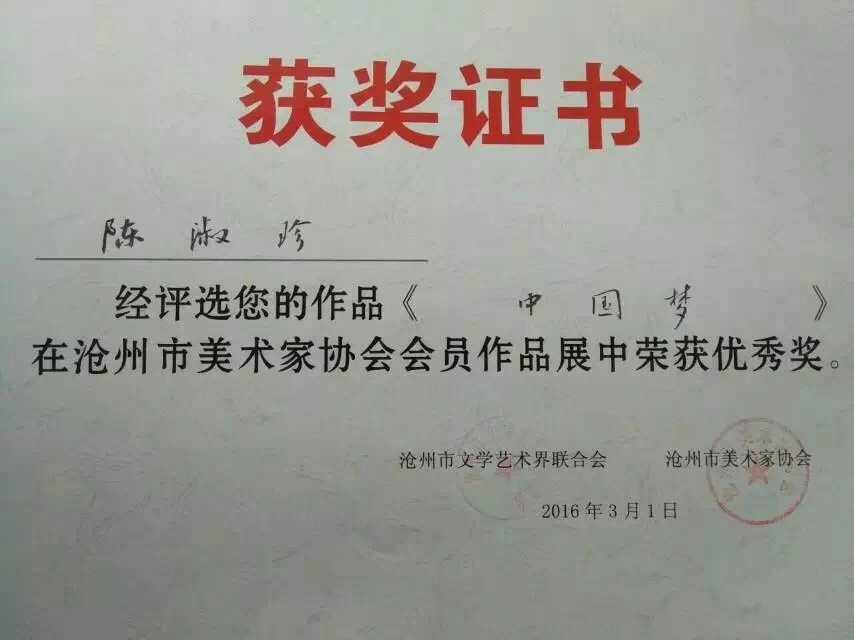 获奖证书
陈淑珍
经评选您的作品《中国梦》
在沧州市美术家协会会员作品展中荣获优秀奖。
沧州市文学艺术界联合会 沧州市美术家协会
2016年3月1日